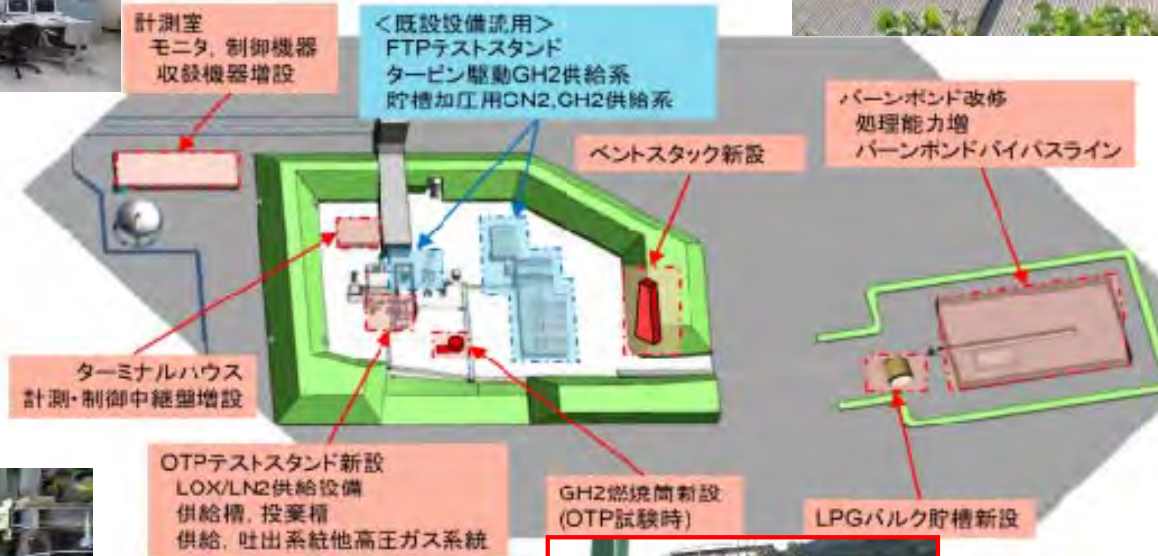 計測室
モニタ, 制御機器
収録機器増設
<既設設備流用>
FTPテストスタンド
タービン駆動GH2供給系
貯槽加圧用GN2,GH2供給系
ベントスタック新設
バーンポンド改修
処理能力増
バーンポンドバイパスライン
ターミナルハウス
計測・制御中継盤増設
OTPテストスタンド新設
LOX/LN2供給設備
供給槽, 投棄槽
供給, 吐出系統他高圧ガス系統
GH2燃焼筒新設
(OTP試験時)
LPGバルク貯槽新設